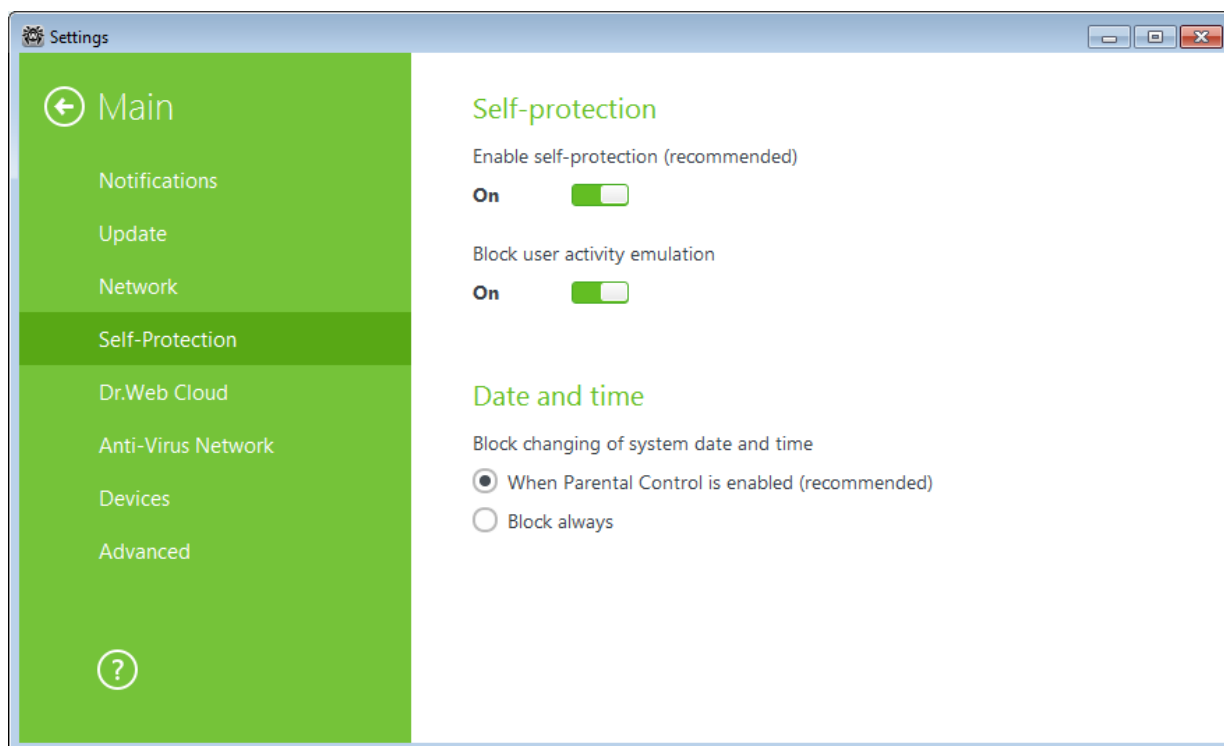 Settings
Main
Notifications
Update
Network
Self-Protection
Dr.Web Cloud
Anti-Virus Network
Devices
Advanced
?
Self-protection
Enable self-protection (recommended)
On
Block user activity emulation
On
Date and time
Block changing of system date and time
When Parental Control is enabled (recommended)
Block always